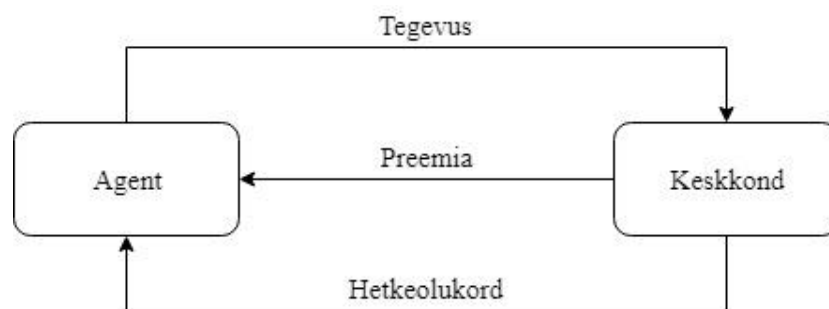 Tegevus
Agent
Preemia
Keskkond
Hetkeolukord